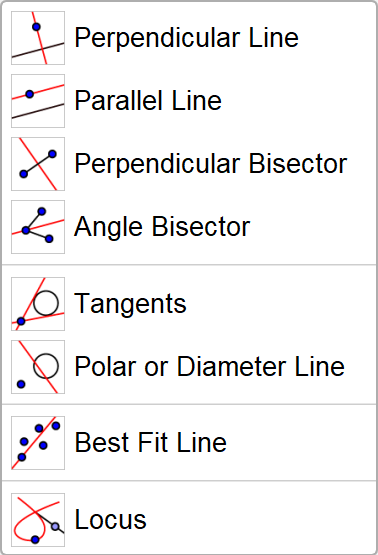 Perpendicular Line
Parallel Line
Perpendicular Bisector
Angle Bisector
Tangents
Polar or Diameter Line
Best Fit Line
Locus